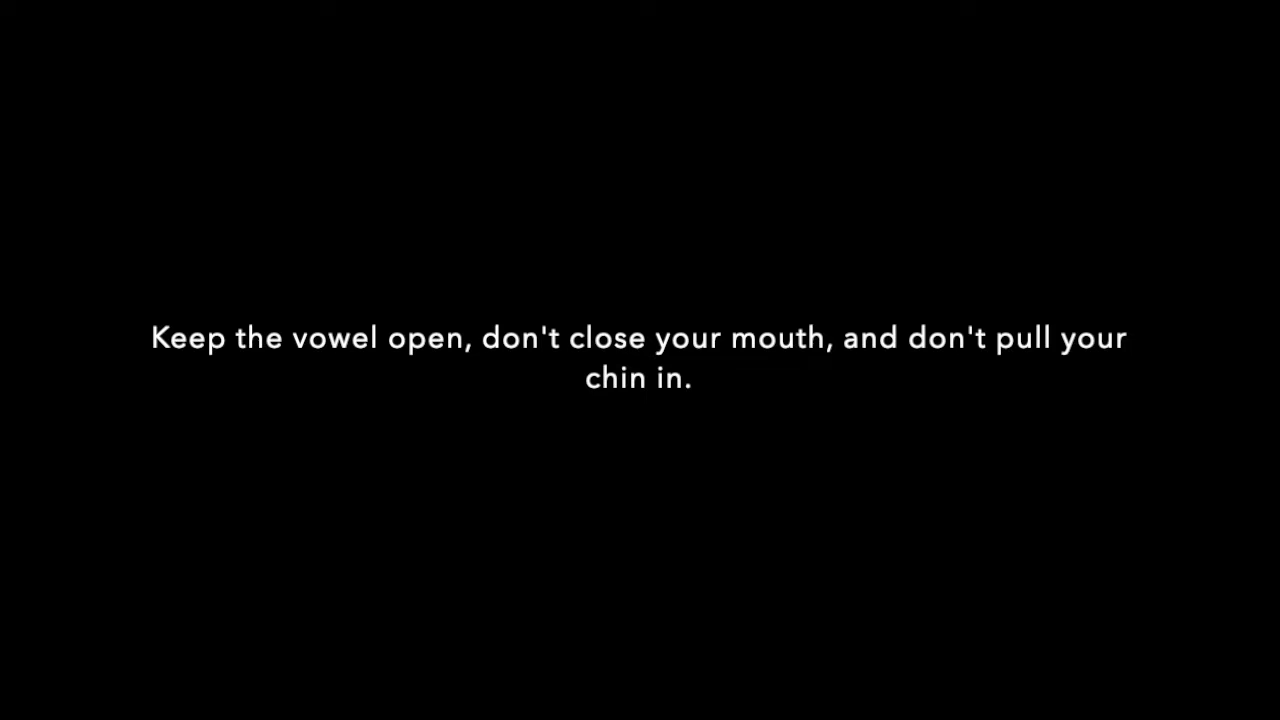 Keep the vowel open, don't close your mouth, and don't pull your
chin in.